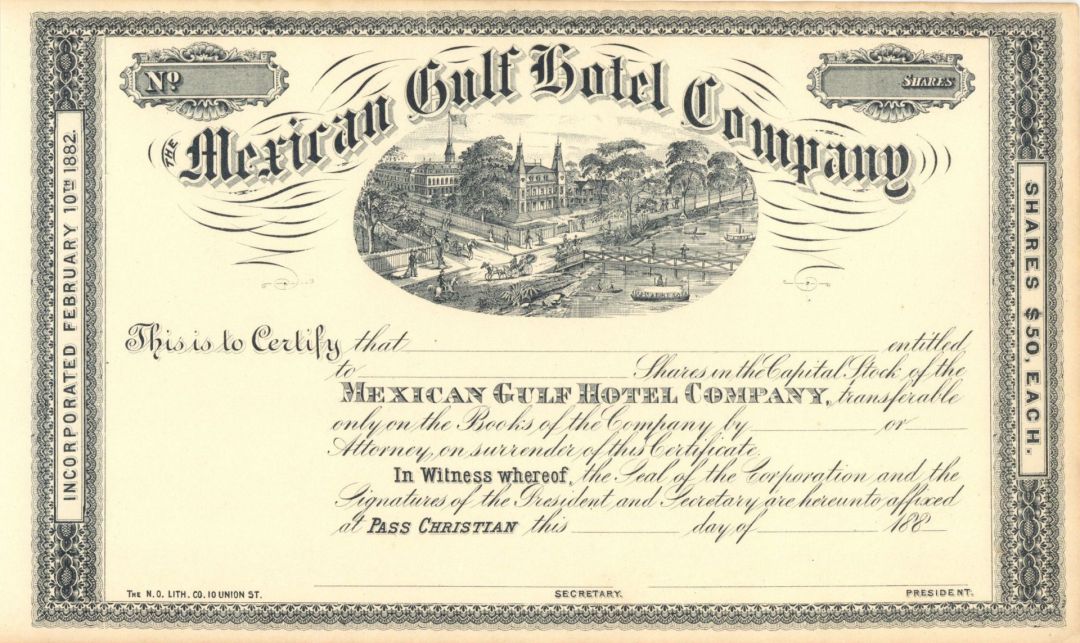 No.
SHARES
THE Mexican Gulf Hotel Company
INCORPORATED FEBRUARY 10TH 1882.
SHARES $50, EACH.
This is to Certify that entitled
to Shares in the Capital Stock of the
MEXICAN GULF HOTEL COMPANY, transferable
only on the Books of the Company by or
Attorney, on surrender of this Certificate.
In Witness whereof, the Seal of the Corporation and the
Signatures of the President and Secretary are hereunto affixed
at PASS CHRISTIAN this day of 188
THE N.O. LITH. CO. 10 UNION ST. SECRETARY. PRESIDENT.